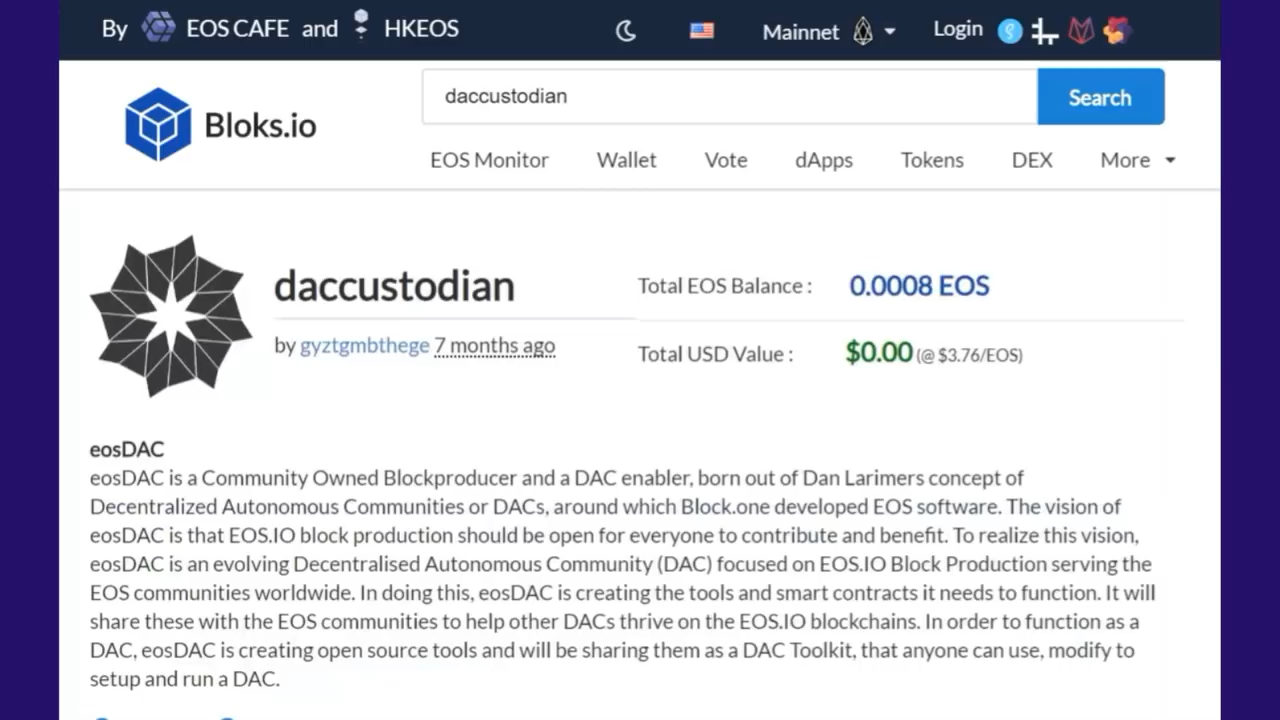 By EOS CAFE and HKEOS Mainnet Login
Bloks.io
daccustodian Search
EOS Monitor Wallet Vote dApps Tokens DEX More
daccustodian
by gyztgmbthege 7 months ago
Total EOS Balance : 0.0008 EOS
Total USD Value : $0.00 (@ $3.76/EOS)
eosDAC
eosDAC is a Community Owned Blockproducer and a DAC enabler, born out of Dan Larimers concept of
Decentralized Autonomous Communities or DACs, around which Block.one developed EOS software. The vision of
eosDAC is that EOS.IO block production should be open for everyone to contribute and benefit. To realize this vision,
eosDAC is an evolving Decentralised Autonomous Community (DAC) focused on EOS.IO Block Production serving the
EOS communities worldwide. In doing this, eosDAC is creating the tools and smart contracts it needs to function. It will
share these with the EOS communities to help other DACs thrive on the EOS.IO blockchains. In order to function as a
DAC, eosDAC is creating open source tools and will be sharing them as a DAC Toolkit, that anyone can use, modify to
setup and run a DAC.